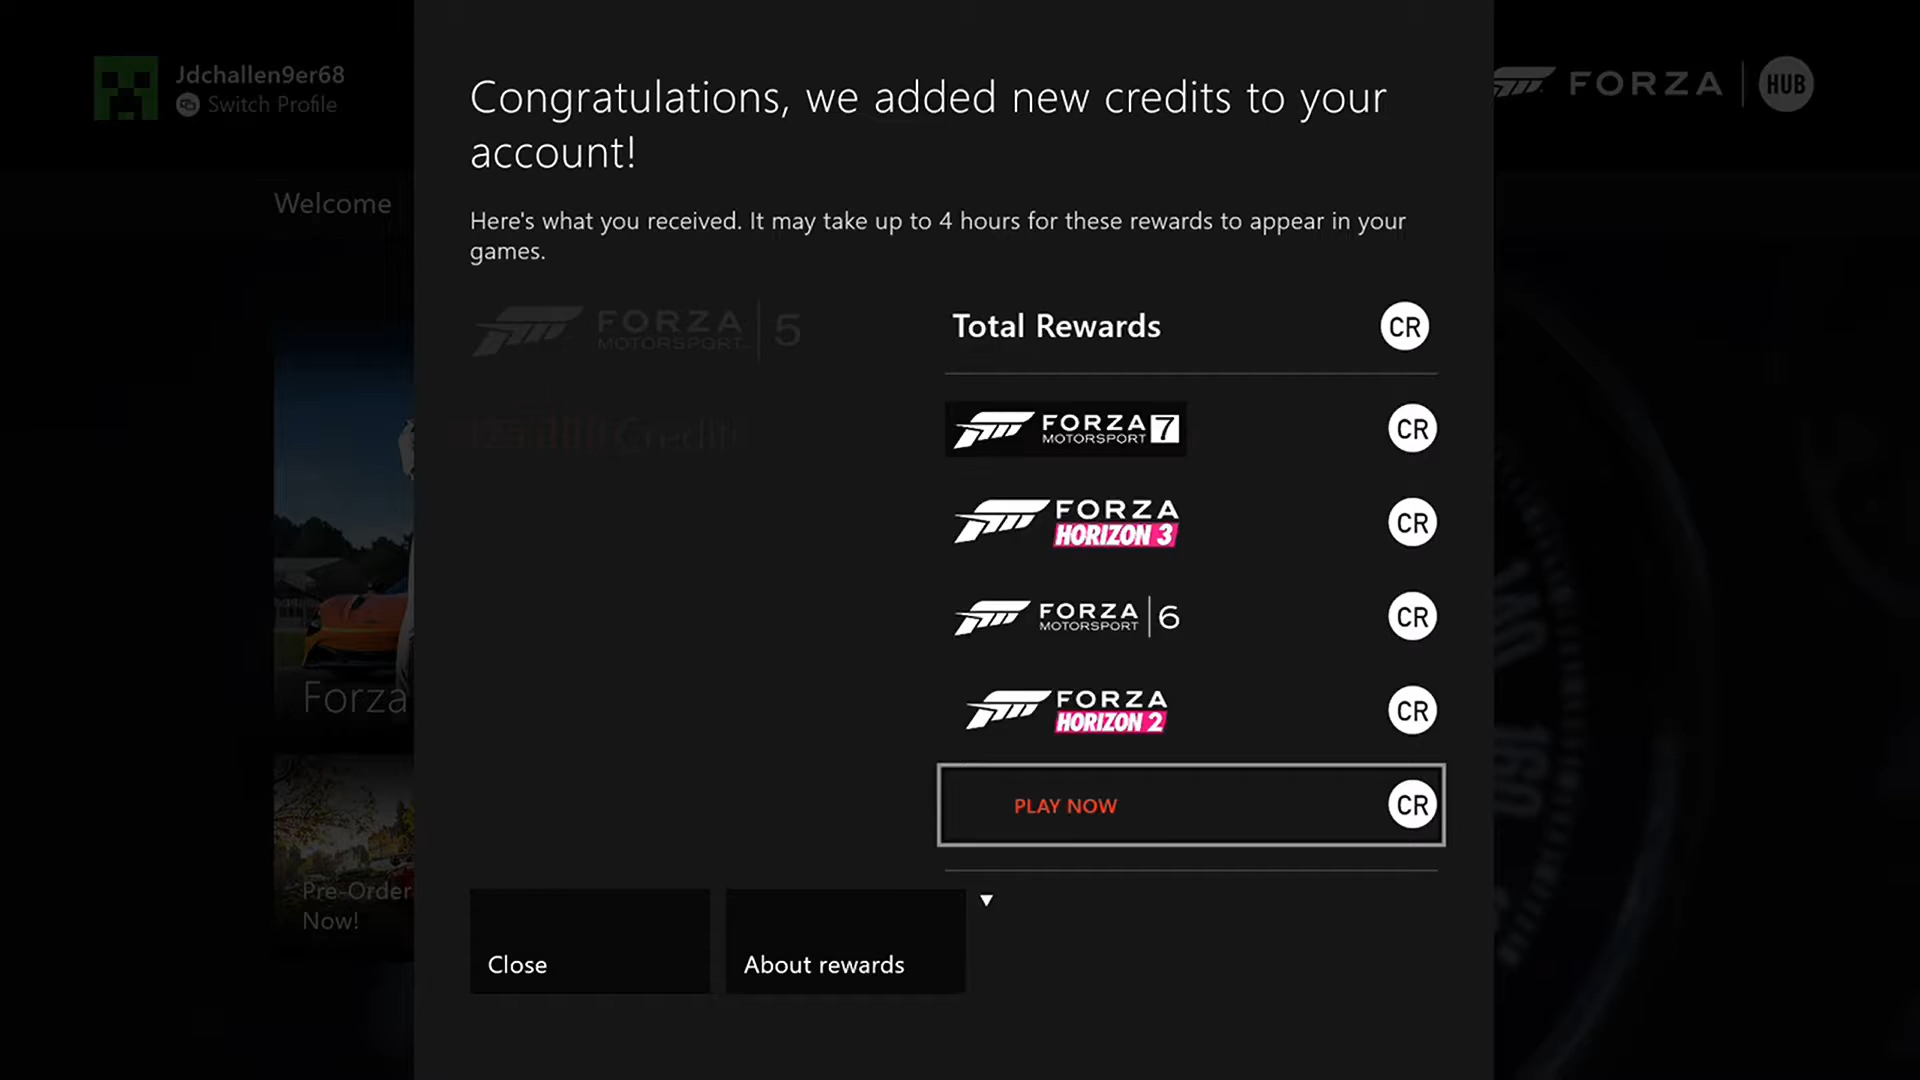 Jdchallen9er68
Switch Profile
FORZA HUB
Welcome
Congratulations, we added new credits to your
account!
Here's what you received. It may take up to 4 hours for these rewards to appear in your
games.
FORZA
MOTORSPORT 5
Credits
Total Rewards CR
FORZA
MOTORSPORT 7 CR
FORZA
HORIZON 3 CR
FORZA
MOTORSPORT 6 CR
FORZA
HORIZON 2 CR
PLAY NOW CR
Forza
Pre-Order
Now!
Close
About rewards
160